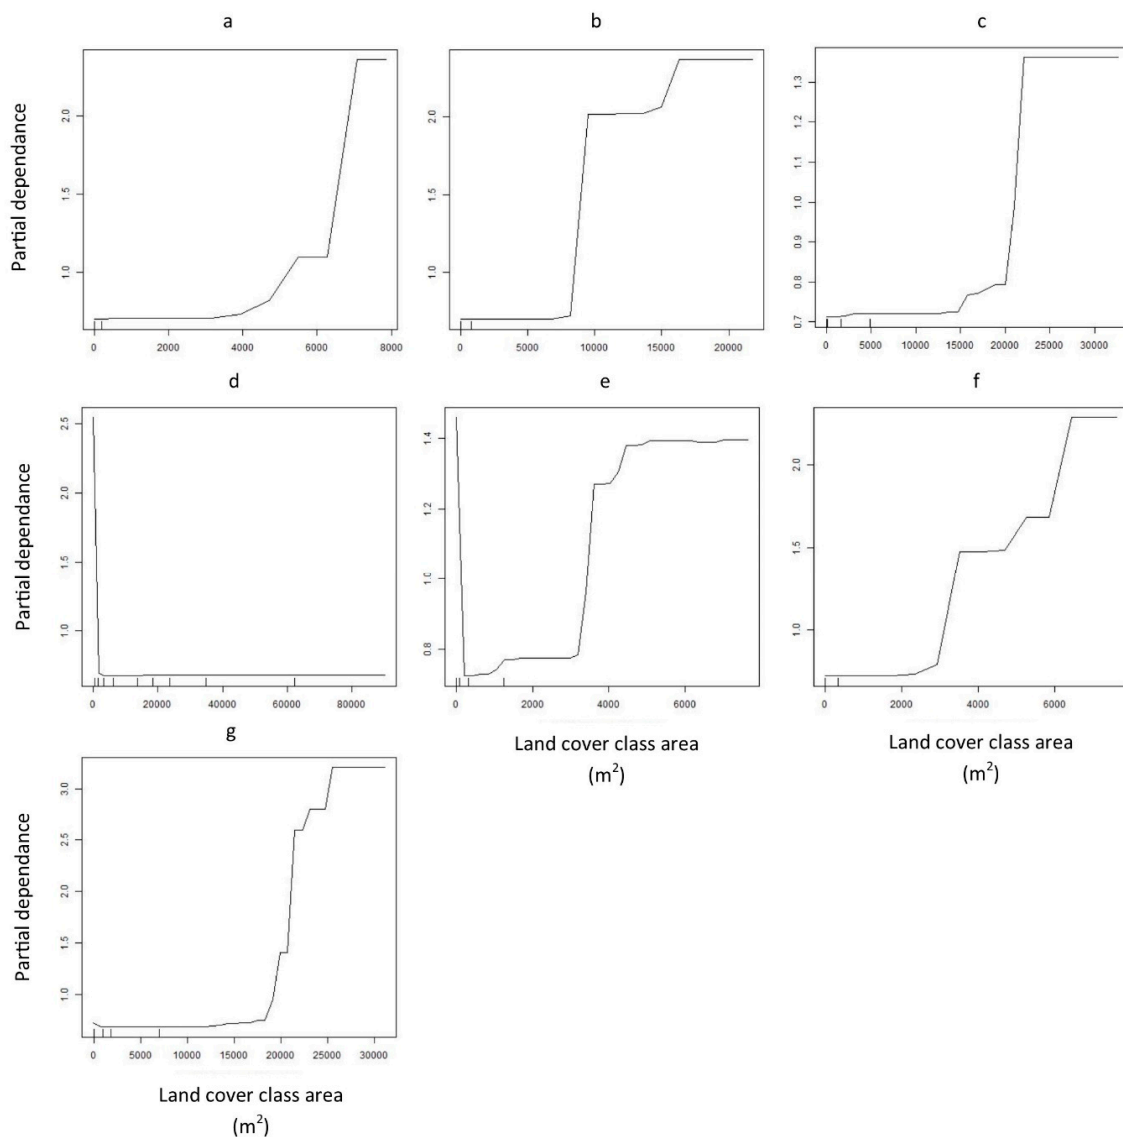 a
b
c
Partial dependance
2.0
1.5
1.0
0 2000 4000 6000 8000
2.0
1.5
1.0
0 5000 10000 15000 20000
1.3
1.2
1.1
1.0
0.9
0.8
0.7
0 5000 10000 15000 20000 25000 30000
d
e
f
Partial dependance
2.5
2.0
1.5
1.0
0 20000 40000 60000 80000
1.4
1.2
1.0
0.8
0 2000 4000 6000
Land cover class area
(m²)
2.0
1.5
1.0
0 2000 4000 6000
Land cover class area
(m²)
g
Partial dependance
3.0
2.5
2.0
1.5
1.0
0 5000 10000 15000 20000 25000 30000
Land cover class area
(m²)